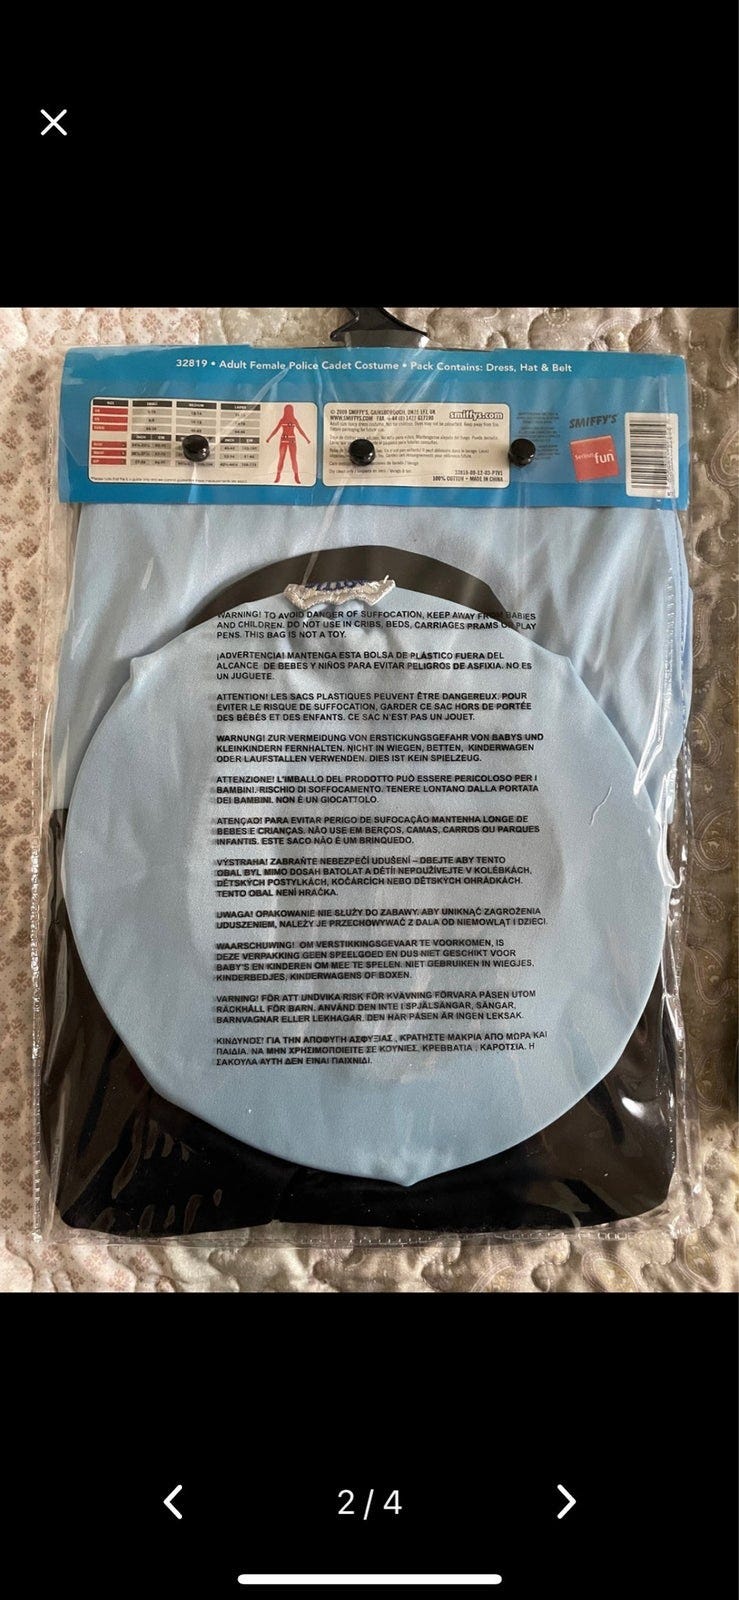 32819 • Adult Female Police Cadet Costume • Pack Contains: Dress, Hat & Belt
SIZE SMALL MEDIUM LARGE
INCH CM
© 2009 SMIFFY'S, GAINSBOROUGH, DN21
smiffys.com
SMIFFY'S
Serious fun
100% COTTON • MADE IN CHINA
WARNING! TO AVOID DANGER OF SUFFOCATION, KEEP AWAY FROM BABIES
AND CHILDREN. DO NOT USE IN CRIBS, BEDS, CARRIAGES PRAMS OR PLAY
PENS. THIS BAG IS NOT A TOY.
¡ADVERTENCIA! MANTENGA ESTA BOLSA DE PLÁSTICO FUERA DEL
ALCANCE DE BEBES Y NIÑOS PARA EVITAR PELIGROS DE ASFIXIA. NO ES
UN JUGUETE.
ATTENTION! LES SACS PLASTIQUES PEUVENT ÊTRE DANGEREUX. POUR
ÉVITER LE RISQUE DE SUFFOCATION, GARDER CE SAC HORS DE PORTÉE
DES BÉBÉS ET DES ENFANTS. CE SAC N'EST PAS UN JOUET.
WARNUNG! ZUR VERMEIDUNG VON ERSTICKUNGSGEFAHR VON BABYS UND
KLEINKINDERN FERNHALTEN. NICHT IN WIEGEN, BETTEN, KINDERWAGEN
ODER LAUFSTALLEN VERWENDEN. DIES IST KEIN SPIELZEUG.
ATTENZIONE! L'IMBALLO DEL PRODOTTO PUÒ ESSERE PERICOLOSO PER I
BAMBINI. RISCHIO DI SOFFOCAMENTO. TENERE LONTANO DALLA PORTATA
DEI BAMBINI. NON È UN GIOCATTOLO.
ATENÇAO! PARA EVITAR PERIGO DE SUFOCAÇÃO MANTENHA LONGE DE
BEBES E CRIANÇAS. NÃO USE EM BERÇOS, CAMAS, CARROS OU PARQUES
INFANTIS. ESTE SACO NÃO É UM BRINQUEDO.
VÝSTRAHA! ZABRAŇTE NEBEZPEČÍ UDUŠENÍ – DBEJTE ABY TENTO
OBAL BYL MIMO DOSAH BATOLAT A DĚTÍ NEPOUŽÍVEJTE V KOLÉBKÁCH,
DĚTSKÝCH POSTYLKÁCH, KOČÁRCÍCH NEBO DĚTSKÝCH OHRÁDKÁCH.
TENTO OBAL NENÍ HRAČKA.
UWAGA! OPAKOWANIE NIE SŁUŻY DO ZABAWY. ABY UNIKNĄĆ ZAGROŻENIA
UDUSZENIEM, NALEŻY JE PRZECHOWYWAĆ Z DALA OD NIEMOWLĄT I DZIECI.
WAARSCHUWING! OM VERSTIKKINGSGEVAAR TE VOORKOMEN, IS
DEZE VERPAKKING GEEN SPEELGOED EN DUS NIET GESCHIKT VOOR
BABY'S EN KINDEREN OM MEE TE SPELEN. NIET GEBRUIKEN IN WIEGJES,
KINDERBEDJES, KINDERWAGENS OF BOXEN.
VARNING! FÖR ATT UNDVIKA RISK FÖR KVÄVNING FÖRVARA PÅSEN UTOM
RÄCKHÅLL FÖR BARN. ANVÄND DEN INTE I SPJÄLSÄNGAR, SÄNGAR,
BARNVAGNAR ELLER LEKHAGAR. DEN HÄR PÅSEN ÄR INGEN LEKSAK.
ΚΙΝΔΥΝΟΣ! ΓΙΑ ΤΗΝ ΑΠΟΦΥΓΗ ΑΣΦΥΞΙΑΣ, ΚΡΑΤΗΣΤΕ ΜΑΚΡΙΑ ΑΠΟ ΜΩΡΑ ΚΑΙ
ΠΑΙΔΙΑ. ΝΑ ΜΗΝ ΧΡΗΣΙΜΟΠΟΙΕΙΤΕ ΣΕ ΚΟΥΝΙΕΣ, ΚΡΕΒΒΑΤΙΑ, ΚΑΡΟΤΣΙΑ. Η
ΣΑΚΟΥΛΑ ΑΥΤΗ ΔΕΝ ΕΙΝΑΙ ΠΑΙΧΝΙΔΙ.
2 / 4